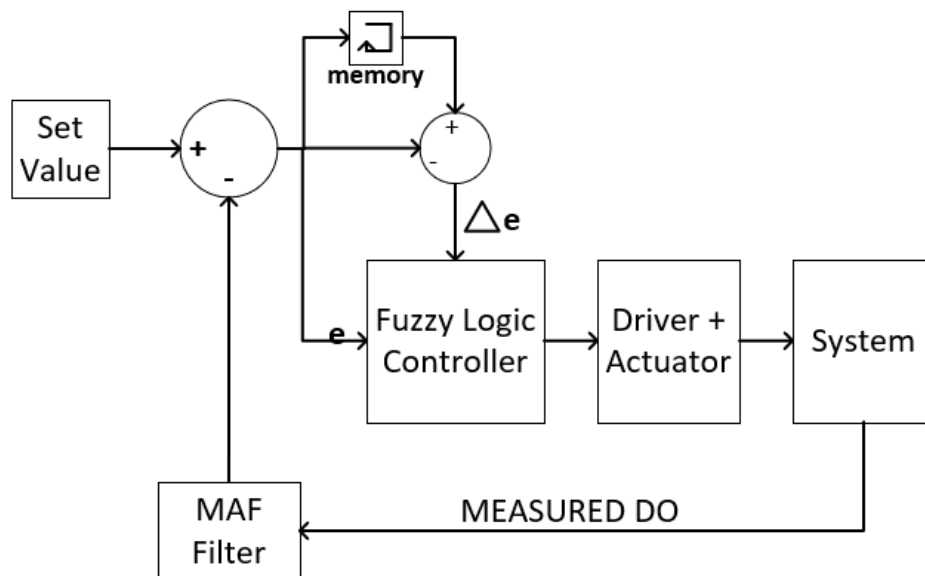 memory
Set
Value
+
-
+
-
△e
e
Fuzzy Logic
Controller
Driver +
Actuator
System
MEASURED DO
MAF
Filter